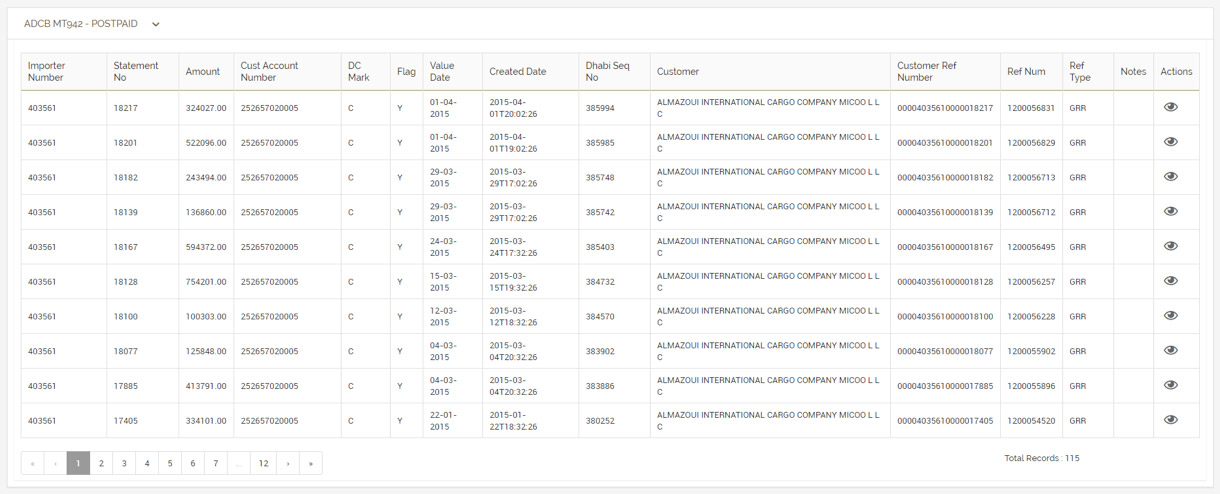 ADCB MT942 - POSTPAID
Importer Number Statement No Amount Cust Account Number DC Mark Flag Value Date Created Date Dhabi Seq No Customer Customer Ref Number Ref Num Ref Type Notes Actions
403561 18217 324027.00 252657020005 C Y 01-04-2015 2015-04-01T20:02:26 385994 ALMAZOUI INTERNATIONAL CARGO COMPANY MICOO L L C 00004035610000018217 1200056831 GRR
403561 18201 522096.00 252657020005 C Y 01-04-2015 2015-04-01T19:02:26 385985 ALMAZOUI INTERNATIONAL CARGO COMPANY MICOO L L C 00004035610000018201 1200056829 GRR
403561 18182 243494.00 252657020005 C Y 29-03-2015 2015-03-29T17:02:26 385748 ALMAZOUI INTERNATIONAL CARGO COMPANY MICOO L L C 00004035610000018182 1200056713 GRR
403561 18139 136860.00 252657020005 C Y 29-03-2015 2015-03-29T17:02:26 385742 ALMAZOUI INTERNATIONAL CARGO COMPANY MICOO L L C 00004035610000018139 1200056712 GRR
403561 18167 594372.00 252657020005 C Y 24-03-2015 2015-03-24T17:32:26 385403 ALMAZOUI INTERNATIONAL CARGO COMPANY MICOO L L C 00004035610000018167 1200056495 GRR
403561 18128 754201.00 252657020005 C Y 15-03-2015 2015-03-15T19:32:26 384732 ALMAZOUI INTERNATIONAL CARGO COMPANY MICOO L L C 00004035610000018128 1200056257 GRR
403561 18100 100303.00 252657020005 C Y 12-03-2015 2015-03-12T18:32:26 384570 ALMAZOUI INTERNATIONAL CARGO COMPANY MICOO L L C 00004035610000018100 1200056228 GRR
403561 18077 125848.00 252657020005 C Y 04-03-2015 2015-03-04T20:32:26 383902 ALMAZOUI INTERNATIONAL CARGO COMPANY MICOO L L C 00004035610000018077 1200055902 GRR
403561 17885 413791.00 252657020005 C Y 04-03-2015 2015-03-04T20:32:26 383886 ALMAZOUI INTERNATIONAL CARGO COMPANY MICOO L L C 00004035610000017885 1200055896 GRR
403561 17405 334101.00 252657020005 C Y 22-01-2015 2015-01-22T18:32:26 380252 ALMAZOUI INTERNATIONAL CARGO COMPANY MICOO L L C 00004035610000017405 1200054520 GRR
« ‹ 1 2 3 4 5 6 7 ... 12 › » Total Records : 115